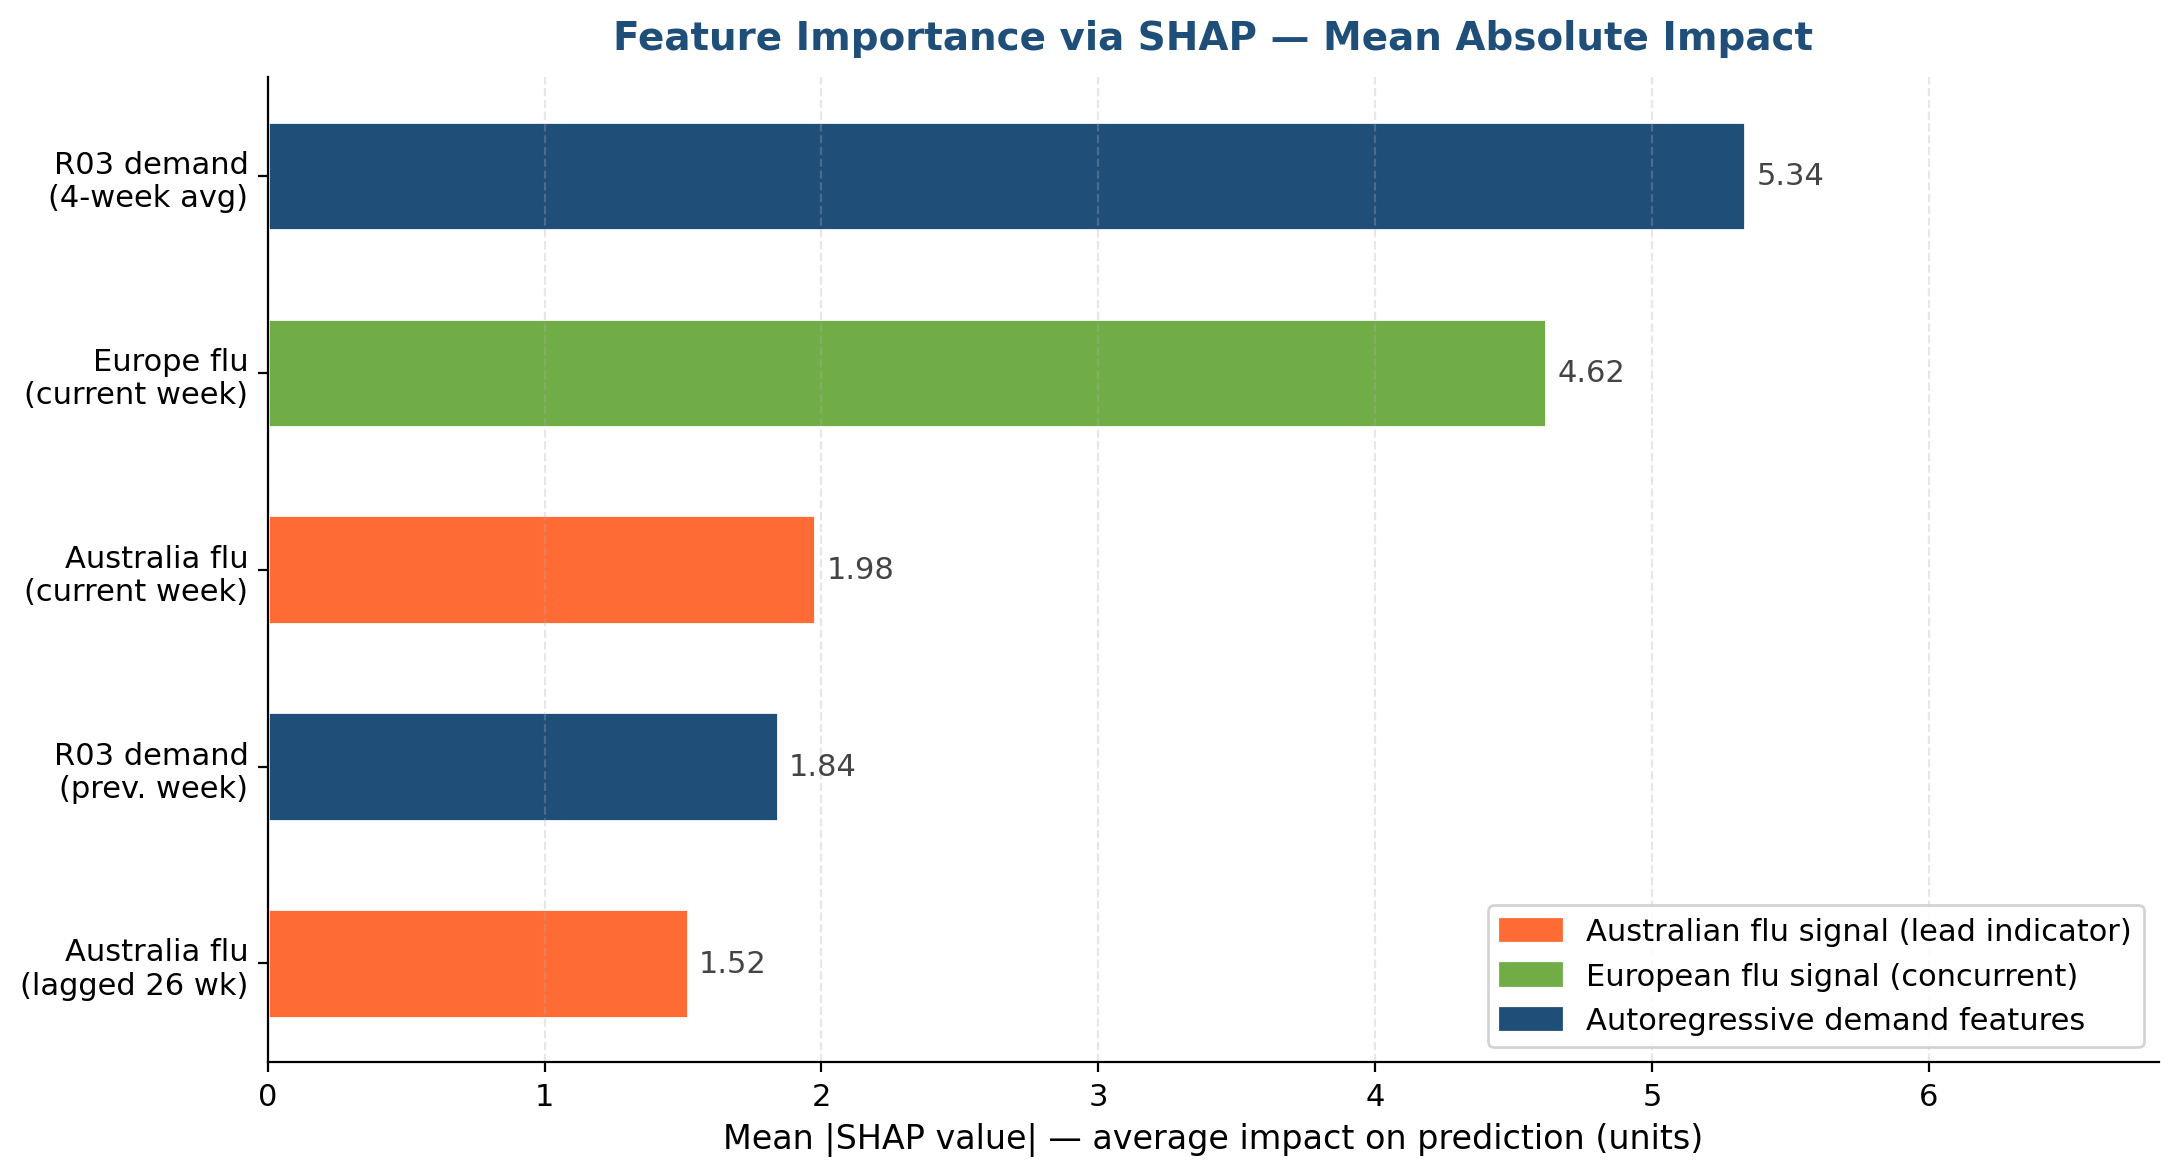 Feature Importance via SHAP — Mean Absolute Impact
R03 demand
(4-week avg)
5.34
Europe flu
(current week)
4.62
Australia flu
(current week)
1.98
R03 demand
(prev. week)
1.84
Australia flu
(lagged 26 wk)
1.52
Australian flu signal (lead indicator)
European flu signal (concurrent)
Autoregressive demand features
0 1 2 3 4 5 6
Mean |SHAP value| — average impact on prediction (units)